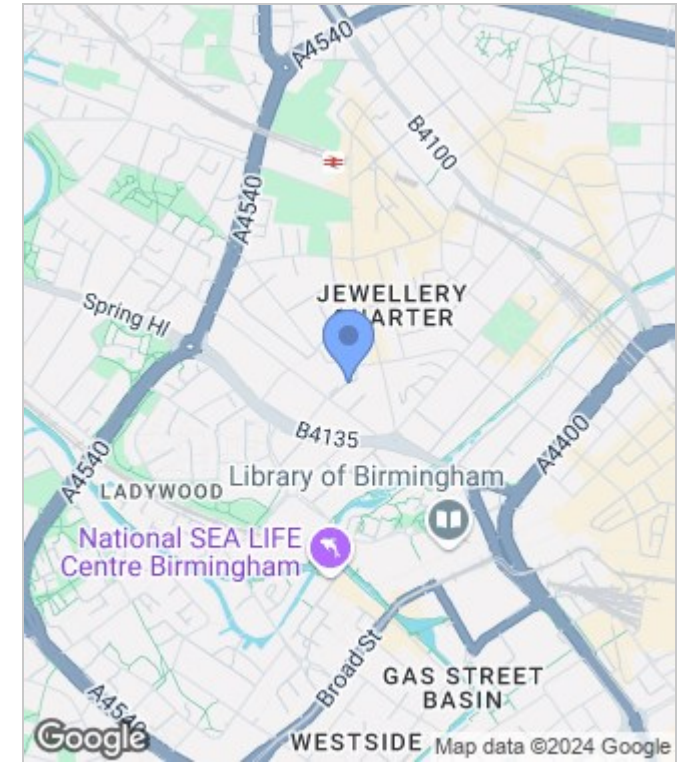 A4540
B4100
A4540
JEWELLERY
Spring Hl
B4135
A4400
A4540
Library of Birmingham
LADYWOOD
National SEA LIFE
Centre Birmingham
Broad St
GAS STREET
BASIN
A4540
WESTSIDE
Google
Map data ©2024 Google